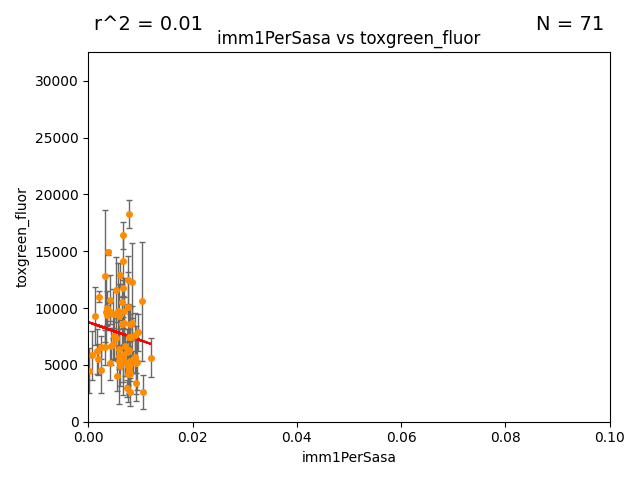 r^2 = 0.01
N = 71
imm1PerSasa vs toxgreen_fluor
30000
25000
20000
15000
10000
5000
0
toxgreen_fluor
0.00 0.02 0.04 0.06 0.08 0.10
imm1PerSasa